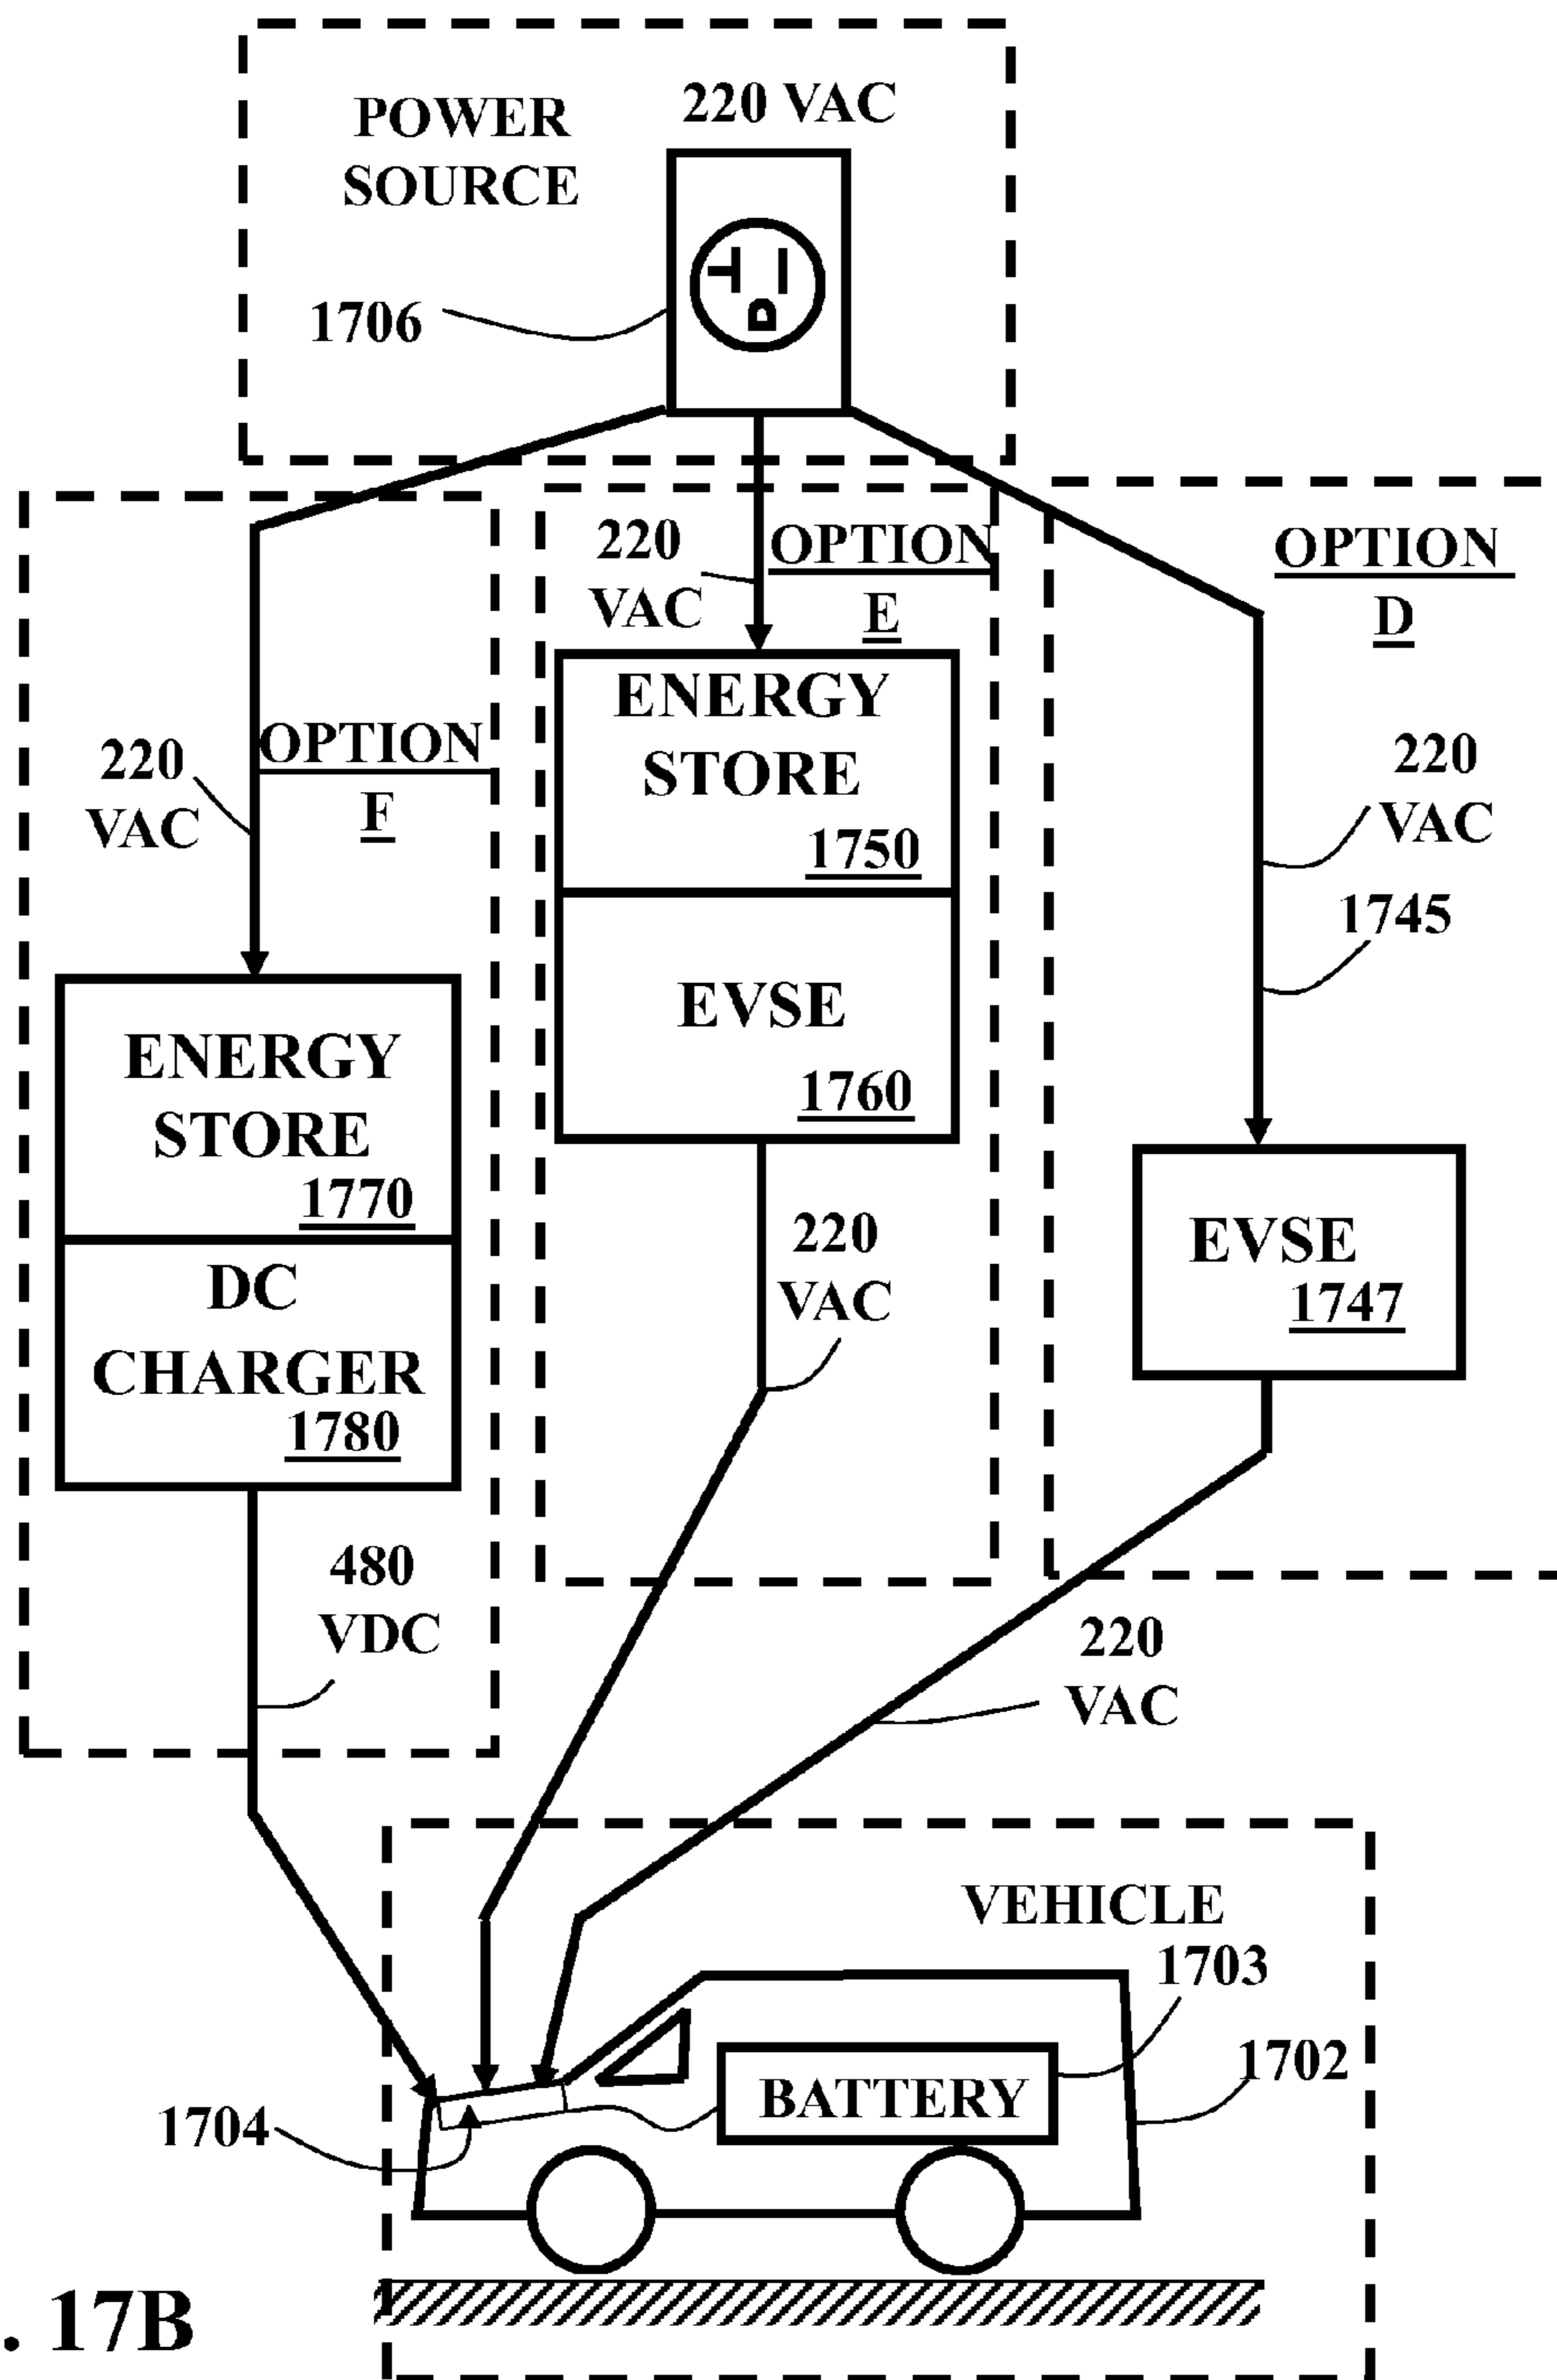 POWER
SOURCE
220 VAC
1706
220
VAC
OPTION
F
ENERGY
STORE
1770
DC
CHARGER
1780
480
VDC
220
VAC
OPTION
E
ENERGY
STORE
1750
EVSE
1760
220
VAC
OPTION
D
220
VAC
1745
EVSE
1747
220
VAC
VEHICLE
1703
1702
BATTERY
1704
. 17B